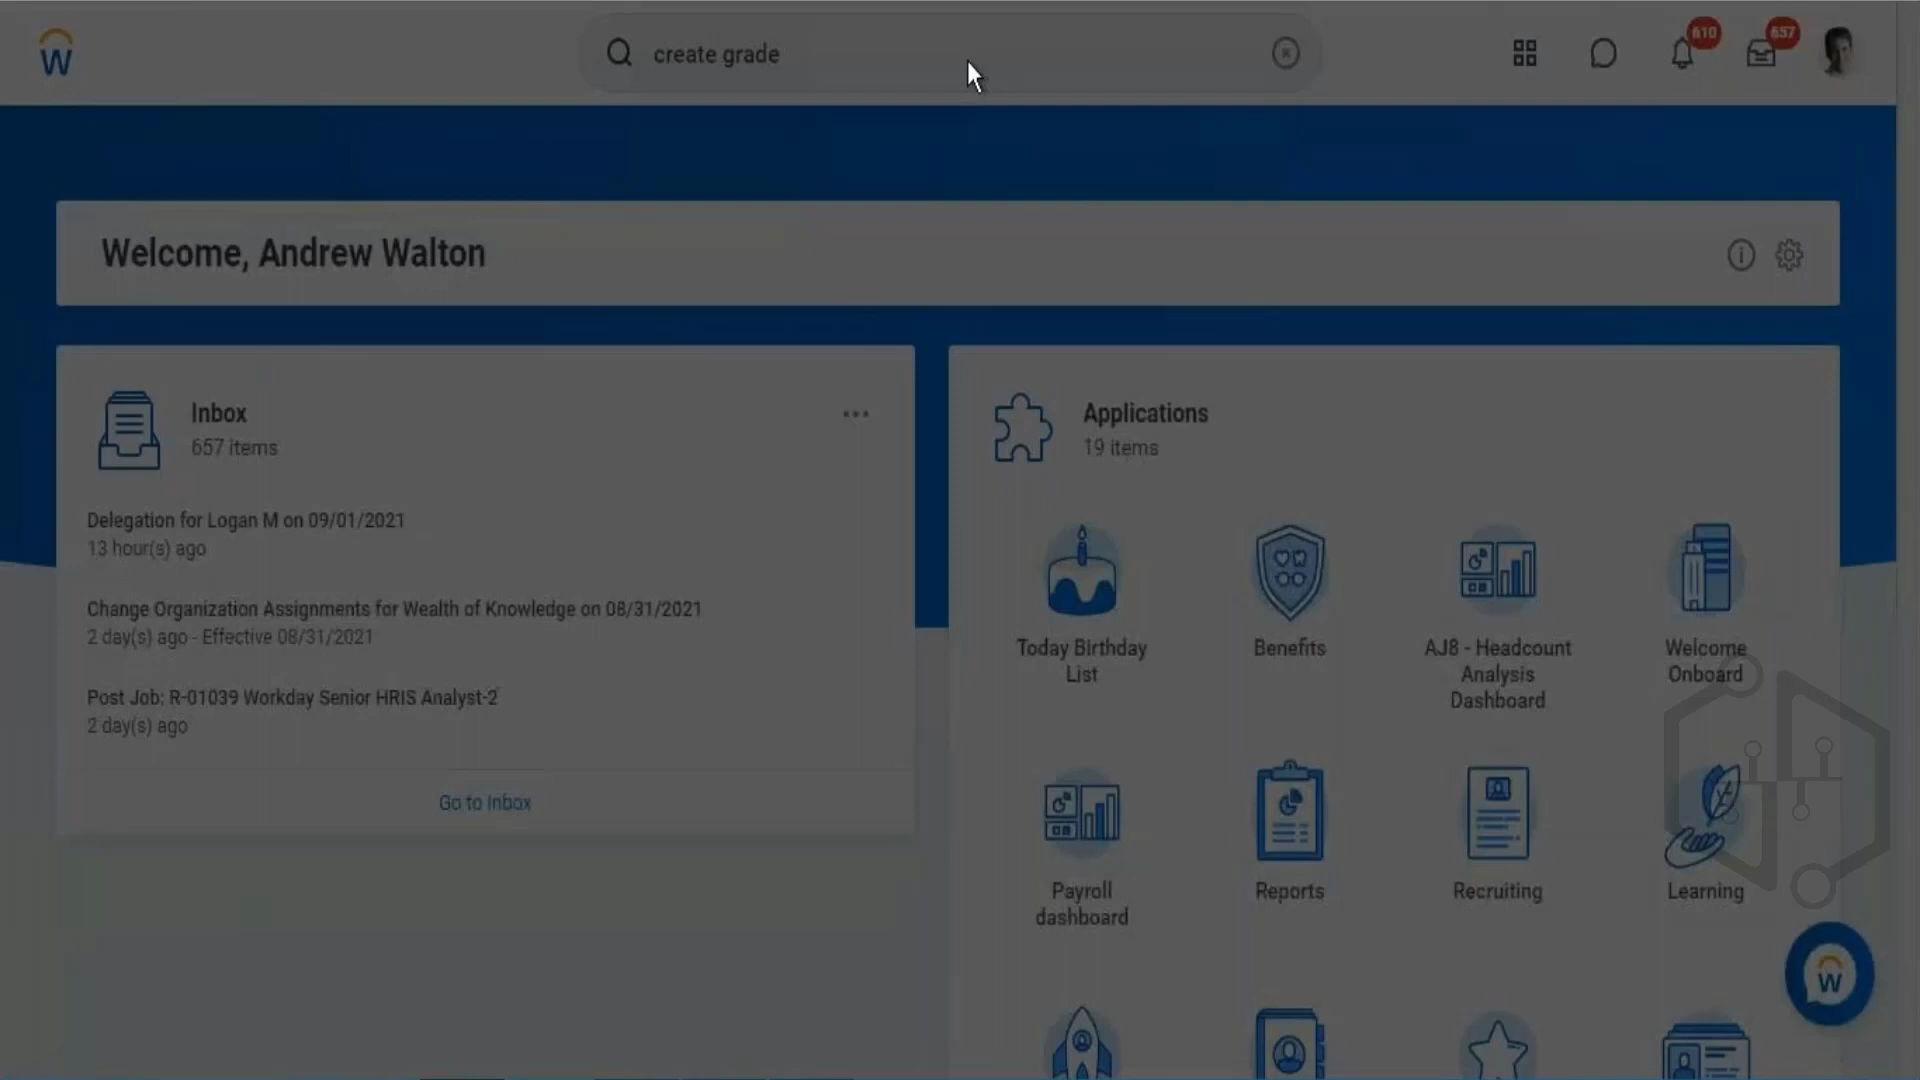 W
create grade
610
657
Welcome, Andrew Walton
Inbox
657 items
Delegation for Logan M on 09/01/2021
13 hour(s) ago
Change Organization Assignments for Wealth of Knowledge on 08/31/2021
2 day(s) ago - Effective 08/31/2021
Post Job: R-01039 Workday Senior HRIS Analyst-2
2 day(s) ago
Go to Inbox
Applications
19 items
Today Birthday
List
Benefits
AJ8 - Headcount
Analysis
Dashboard
Welcome
Onboard
Payroll
dashboard
Reports
Recruiting
Learning
W